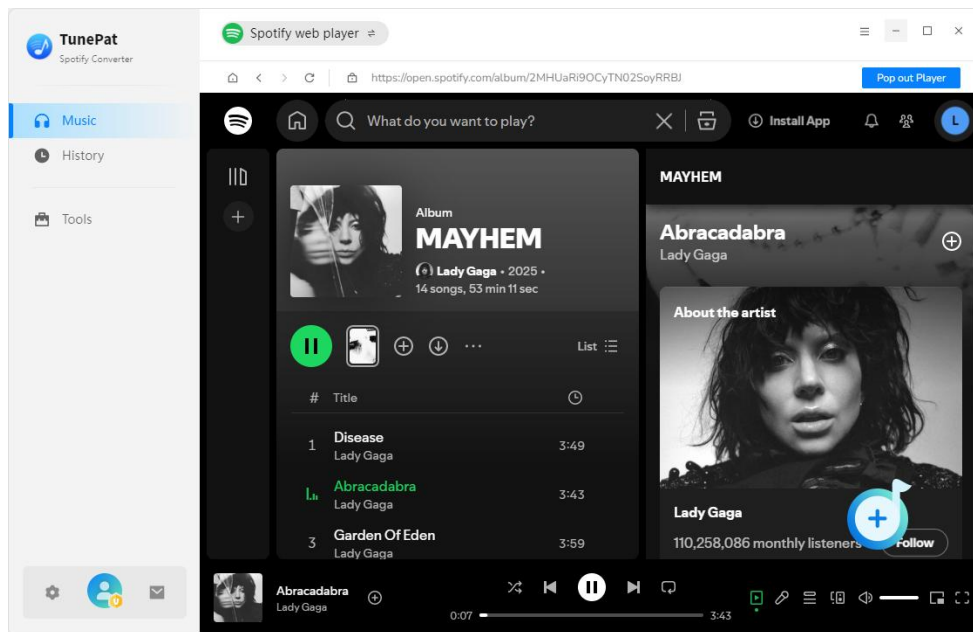 TunePat
Spotify Converter
Music
History
Tools
Spotify web player
https://open.spotify.com/album/2MHUaRi9OCyTN02SoyRRBJ
Pop out Player
What do you want to play?
Install App
L
Album
MAYHEM
Lady Gaga • 2025 •
14 songs, 53 min 11 sec
List
# Title
1 Disease 3:49
Lady Gaga
Abracadabra 3:43
Lady Gaga
3 Garden Of Eden 3:59
Lady Gaga
MAYHEM
Abracadabra
Lady Gaga
About the artist
Lady Gaga
110,258,086 monthly listeners
Follow
Abracadabra
Lady Gaga
0:07
3:43